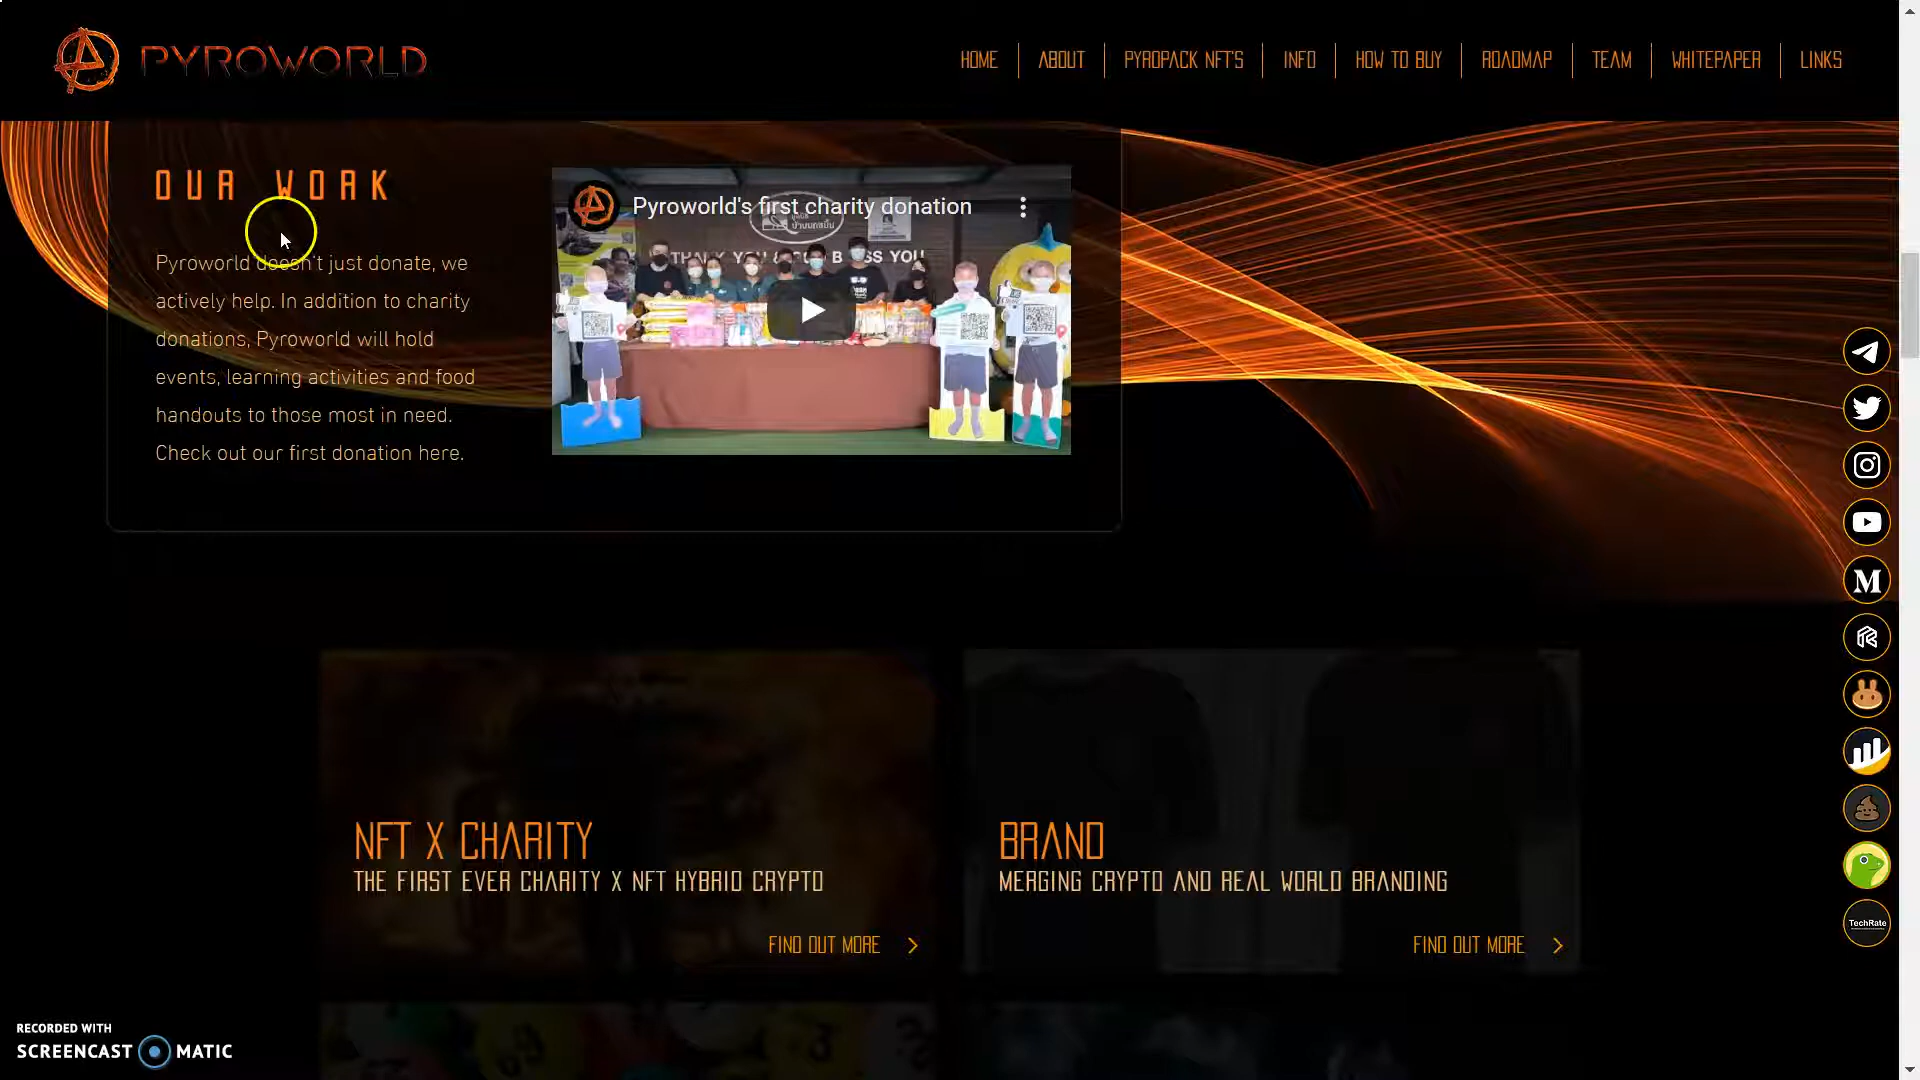 PYROWORLD
HOME
ABOUT
PYROPACK NFT'S
INFO
HOW TO BUY
ROADMAP
TEAM
WHITEPAPER
LINKS
OUR WORK
Pyroworld doesn't just donate, we
actively help. In addition to charity
donations, Pyroworld will hold
events, learning activities and food
handouts to those most in need.
Check out our first donation here.
Pyroworld's first charity donation
NFT X CHARITY
THE FIRST EVER CHARITY X NFT HYBRID CRYPTO
FIND OUT MORE
BRAND
MERGING CRYPTO AND REAL WORLD BRANDING
FIND OUT MORE
TechRate
RECORDED WITH
SCREENCAST MATIC